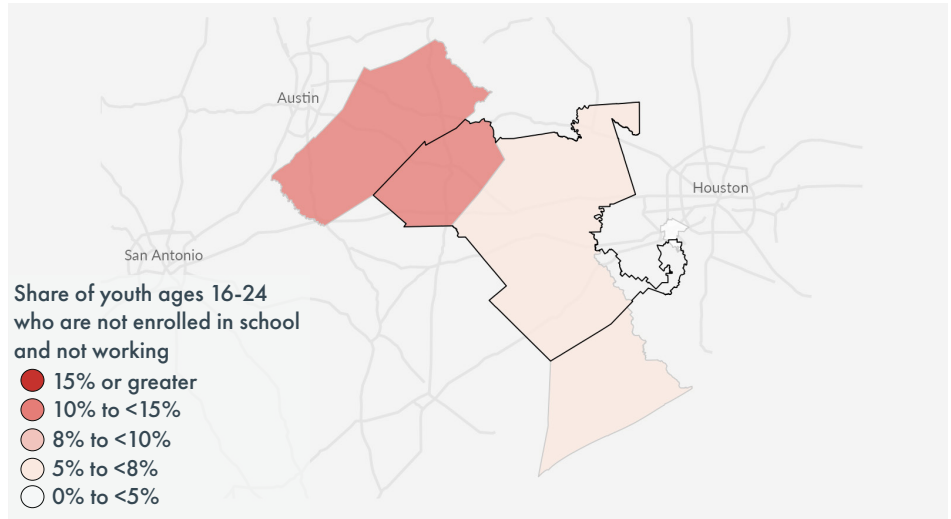 Austin
Houston
San Antonio
Share of youth ages 16-24
who are not enrolled in school
and not working
15% or greater
10% to <15%
8% to <10%
5% to <8%
0% to <5%